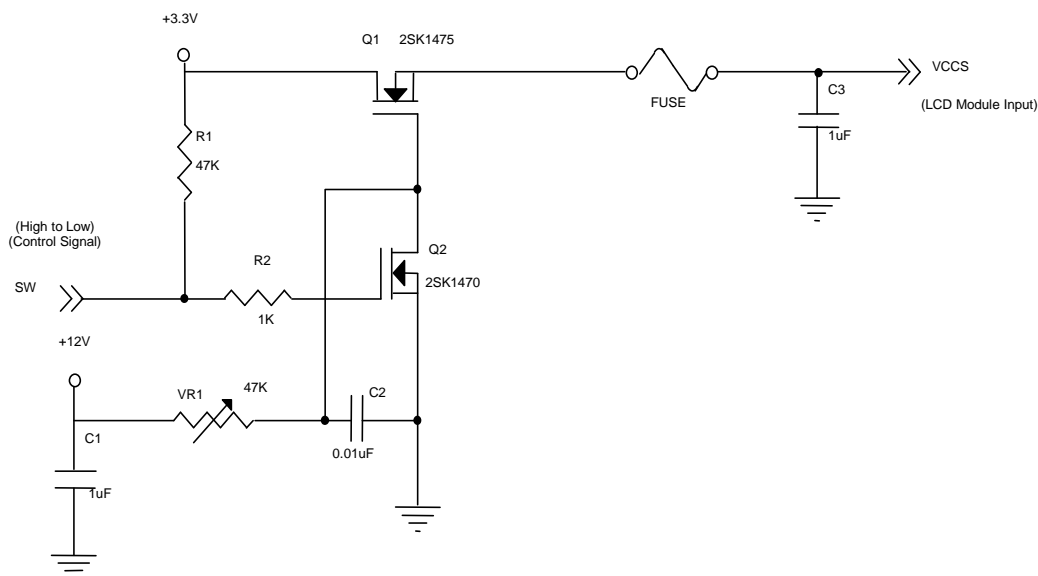 +3.3V
Q1 2SK1475
VCCS
FUSE
C3
(LCD Module Input)
1uF
R1
47K
(High to Low)
(Control Signal)
Q2
R2
SW
2SK1470
1K
+12V
VR1
47K
C2
C1
0.01uF
1uF